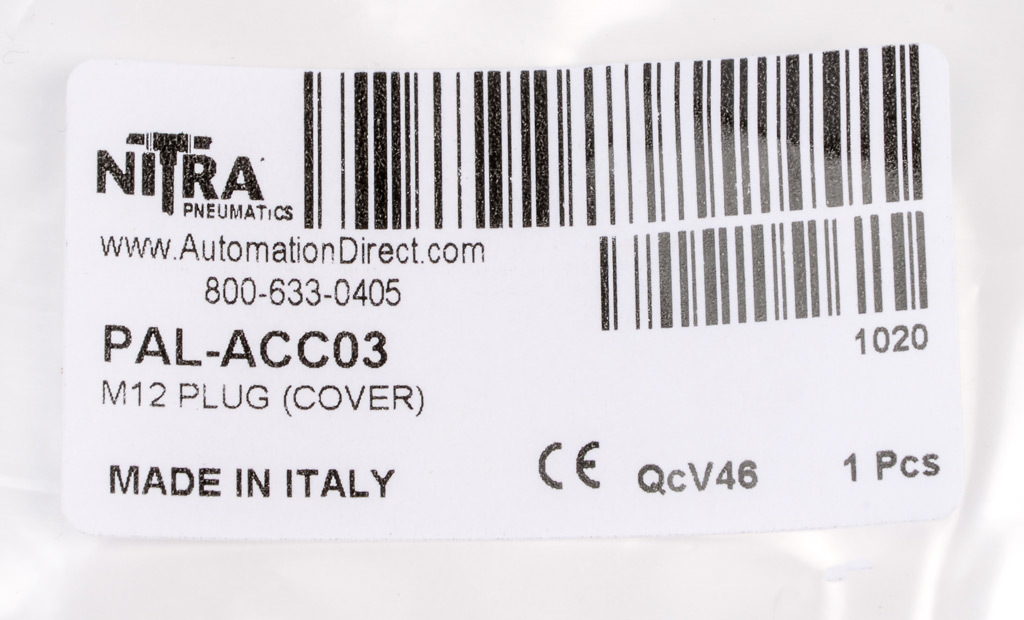 NITRA
PNEUMATICS
www.AutomationDirect.com
800-633-0405
PAL-ACC03
1020
M12 PLUG (COVER)
MADE IN ITALY
CE QcV46 1 Pcs